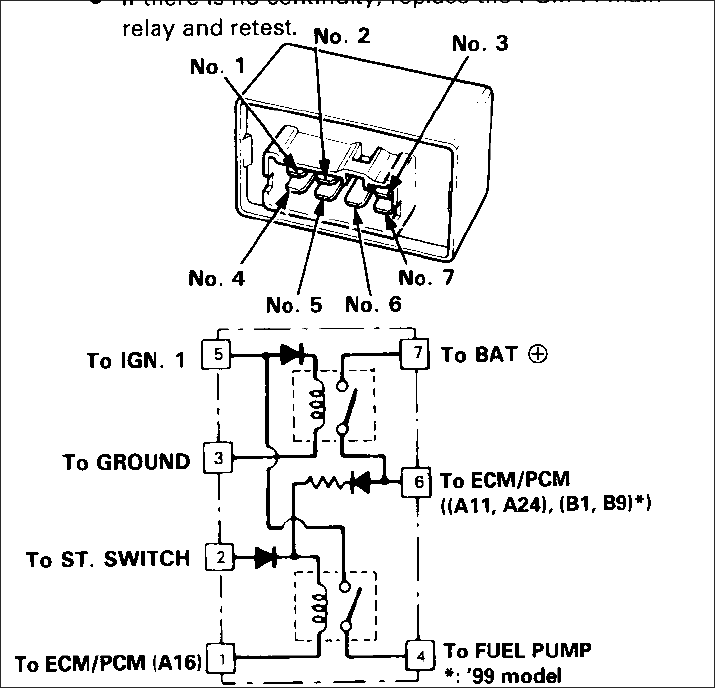 relay and retest.
No. 1
No. 2
No. 3
No. 4
No. 5
No. 6
No. 7
To IGN. 1
5
7
To BAT ⊕
To GROUND
3
6
To ECM/PCM
((A11, A24), (B1, B9)*)
To ST. SWITCH
2
To ECM/PCM (A16)
1
4
To FUEL PUMP
*: '99 model